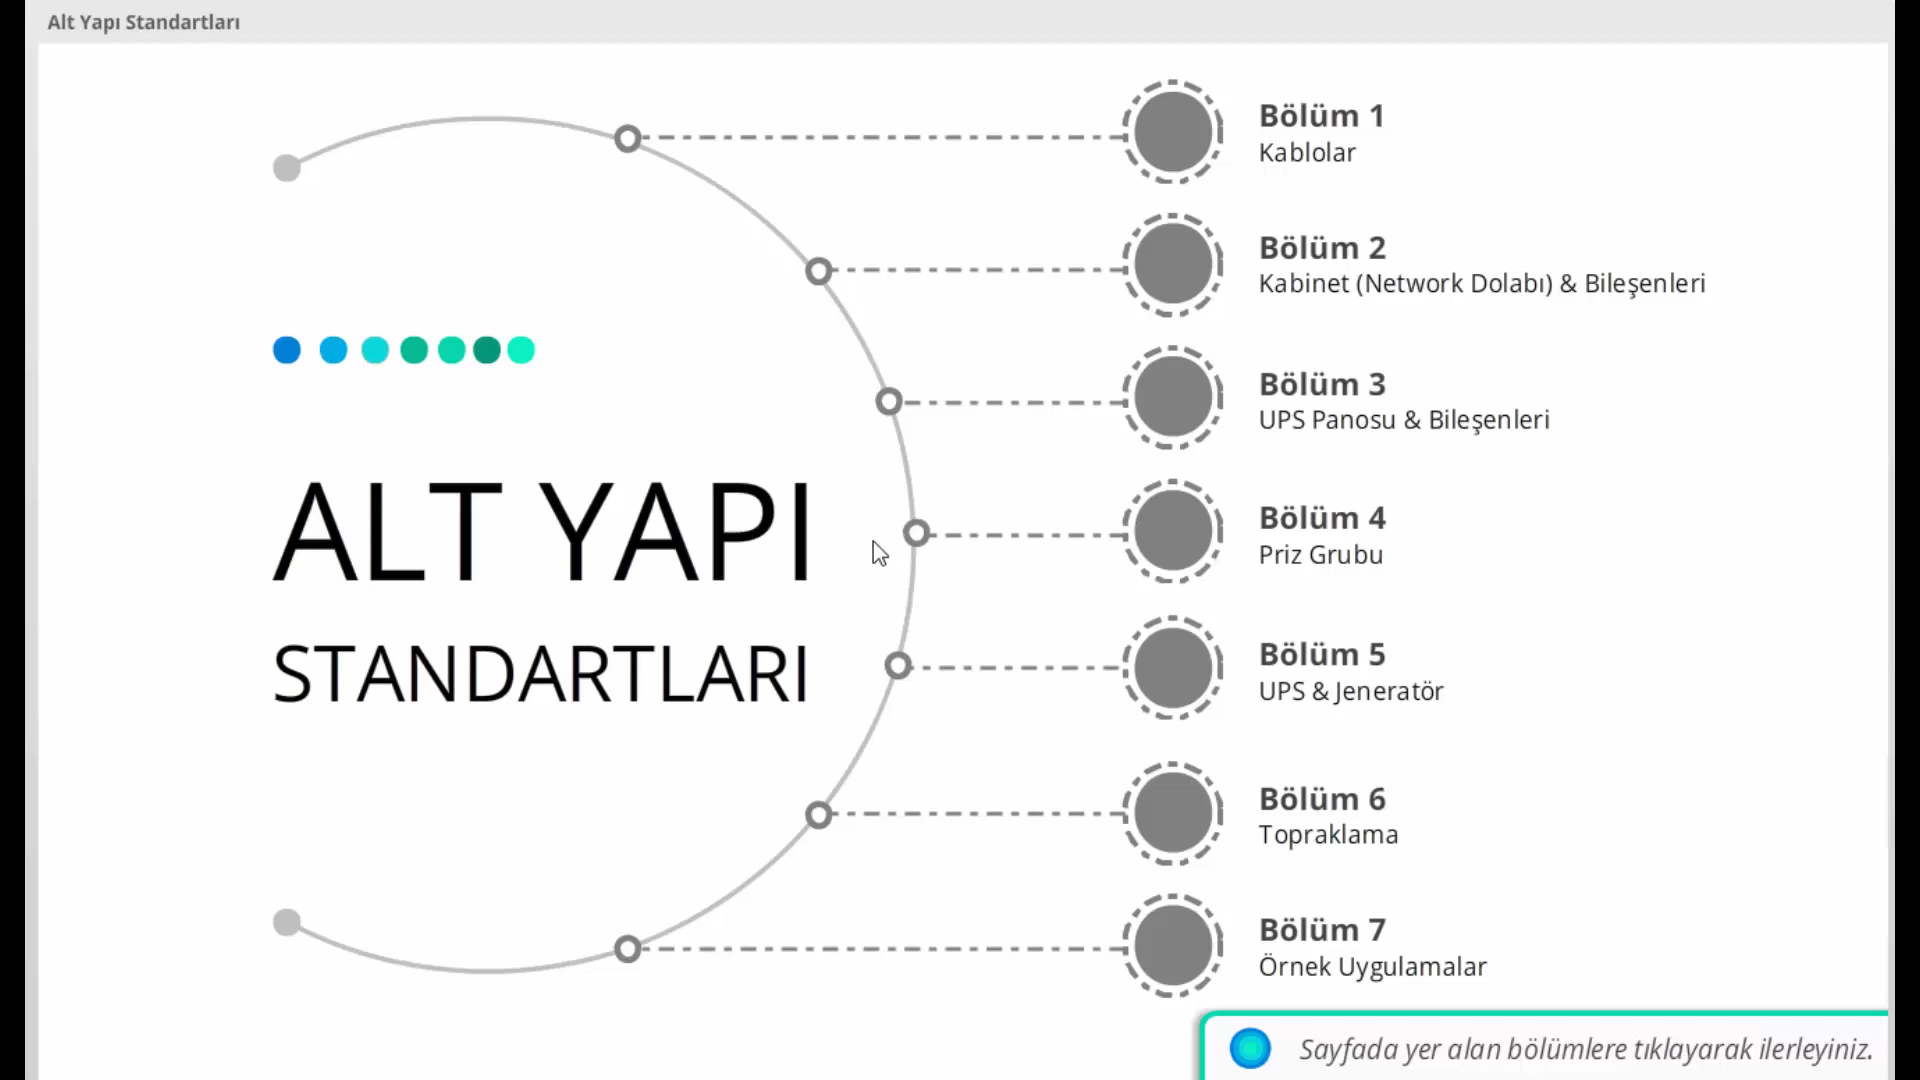 Alt Yapı Standartları
ALT YAPI
STANDARTLARI
Bölüm 1
Kablolar
Bölüm 2
Kabinet (Network Dolabı) & Bileşenleri
Bölüm 3
UPS Panosu & Bileşenleri
Bölüm 4
Priz Grubu
Bölüm 5
UPS & Jeneratör
Bölüm 6
Topraklama
Bölüm 7
Örnek Uygulamalar
Sayfada yer alan bölümlere tıklayarak ilerleyiniz.